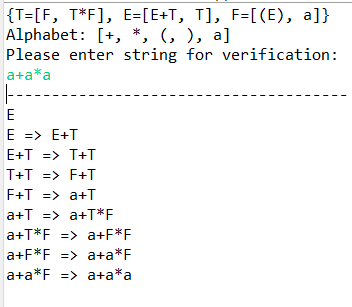 {T=[F, T*F], E=[E+T, T], F=[(E), a]}
Alphabet: [+, *, (, ), a]
Please enter string for verification:
a+a*a
--------------------------------------
E
E => E+T
E+T => T+T
T+T => F+T
F+T => a+T
a+T => a+T*F
a+T*F => a+F*F
a+F*F => a+a*F
a+a*F => a+a*a